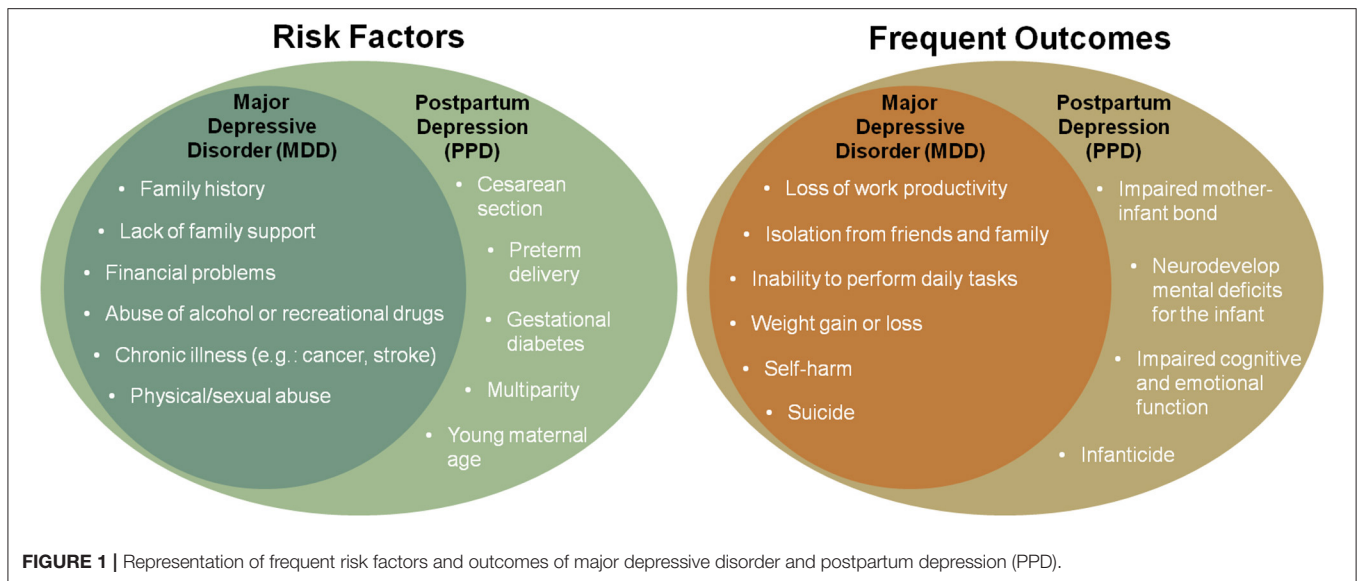 Risk Factors
Major
Depressive
Disorder (MDD)
• Family history
• Lack of family support
• Financial problems
• Abuse of alcohol or recreational drugs
• Chronic illness (e.g.: cancer, stroke)
• Physical/sexual abuse
Postpartum
Depression
(PPD)
• Cesarean
section
• Preterm
delivery
• Gestational
diabetes
• Multiparity
• Young maternal
age
Frequent Outcomes
Major
Depressive
Disorder (MDD)
• Loss of work productivity
• Isolation from friends and family
• Inability to perform daily tasks
• Weight gain or loss
• Self-harm
• Suicide
Postpartum
Depression
(PPD)
• Impaired mother-
infant bond
• Neurodevelop
mental deficits
for the infant
• Impaired cognitive
and emotional
function
• Infanticide
FIGURE 1 | Representation of frequent risk factors and outcomes of major depressive disorder and postpartum depression (PPD).